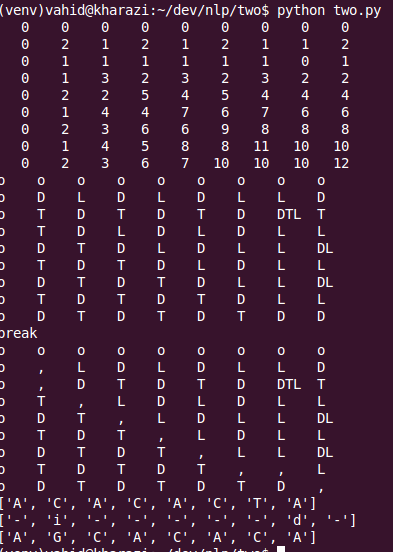 (venv)vahid@kharazi:~/dev/nlp/two$ python two.py
0 0 0 0 0 0 0 0 0
0 2 1 2 1 2 1 1 2
0 1 1 1 1 1 1 0 1
0 1 3 2 3 2 3 2 2
0 2 2 5 4 5 4 4 4
0 1 4 4 7 6 7 6 6
0 2 3 6 6 9 8 8 8
0 1 4 5 8 8 11 10 10
0 2 3 6 7 10 10 10 12
o o o o o o o o o
o D L D L D L L D
o T D T D T D DTL T
o T D L D L D L L
o D T D L D L L DL
o T D T D L D L L
o D T D T D L L DL
o T D T D T D L L
o D T D T D T D D
break
o o o o o o o o o
o , L D L D L L D
o , D T D T D DTL T
o T , L D L D L L
o D T , L D L L DL
o T D T , L D L L
o D T D T , L L DL
o T D T D T , , L
o D T D T D T D ,
['A', 'C', 'A', 'C', 'A', 'C', 'T', 'A']
['-', 'i', '-', '-', '-', '-', '-', 'd', '-']
['A', 'G', 'C', 'A', 'C', 'A', 'C', 'A']
(venv)vahid@kharazi:~/dev/nlp/two$